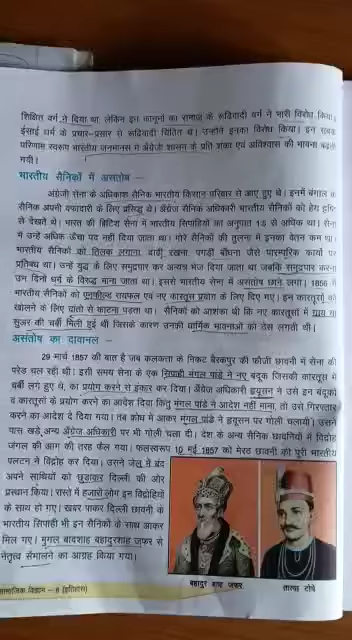 शिक्षित वर्ग ने दिया था लेकिन इन कानूनों का समाज के रूढ़िवादी वर्ग ने भारी विरोध किया।
ईसाई धर्म के प्रचार-प्रसार से रूढ़िवादी चिंतित थे। उन्होंने इनका विरोध किया। इन सबके
परिणाम स्वरूप भारतीय जनमानस में अँग्रेजी शासन के प्रति शंका एवं अविश्वास की भावना बढ़ती
गयी।
भारतीय सैनिकों में असंतोष –
अंग्रेजी सेना के अधिकांश सैनिक भारतीय किसान परिवार से आए हुए थे। इनमें बंगाल के
सैनिक अपनी वफादारी के लिए प्रसिद्ध थे। अँग्रेज सैनिक अधिकारी भारतीय सैनिकों को हेय दृष्टि
से देखते थे। भारत की ब्रिटिश सेना में भारतीय सिपाहियों का अनुपात 1:5 से अधिक था। सेना
में उन्हें अधिक ऊँचा पद नहीं दिया जाता था। गोरे सैनिकों की तुलना में इनका वेतन कम था।
भारतीय सैनिकों को तिलक लगाना, दाढ़ी रखना, पगड़ी बाँधना जैसे पारम्परिक कार्यों पर
प्रतिबंध था। उन्हें युद्ध के लिए समुद्रपार कर अन्यत्र भेज दिया जाता था जबकि समुद्रपार करना
उन दिनों धर्म के विरुद्ध माना जाता था। इससे भारतीय सेना में असंतोष छाने लगा। 1856 में
भारतीय सैनिकों को एनफील्ड रायफल एवं नए कारतूस प्रयोग के लिए दिए गए। इन कारतूसों को
खोलने के लिए दांतों से काटना पड़ता था। सैनिकों को आशंका थी कि नए कारतूसों में गाय या
सुअर की चर्बी मिली हुई थी जिसके कारण उनकी धार्मिक भावनाओं को ठेस लगती थी।
असंतोष का दावानल –
29 मार्च 1857 की बात है जब कलकत्ता के निकट बैरकपुर की फौजी छावनी में सेना की
परेड चल रही थी। इसी समय सेना के एक सिपाही मंगल पांडे ने नए बंदूक जिसकी कारतूस में
चर्बी लगे हुए थे, का प्रयोग करने से इंकार कर दिया। अँग्रेज अधिकारी ह्यूसन ने उसे इन बंदूकों
व कारतूसों के प्रयोग करने का आदेश दिया किंतु मंगल पांडे ने आदेश नहीं माना, तो उसे गिरफ्तार
करने का आदेश दे दिया गया। तब क्रोध में आकर मंगल पांडे ने ह्यूसन पर गोली चलायी। उसने
पास खड़े अन्य अँग्रेज अधिकारी पर भी गोली चला दी। देश के अन्य सैनिक छावनियों में विद्रोह
जंगल की आग की तरह फैल गया। फलस्वरूप 10 मई 1857 को मेरठ छावनी की पूरी भारतीय
पलटन ने विद्रोह कर दिया। उसने जेल में बंद
अपने साथियों को छुड़ाकर दिल्ली की ओर
प्रस्थान किया। रास्ते में हजारों लोग इन विद्रोहियों
के साथ हो गए। खबर पाकर दिल्ली छावनी के
भारतीय सिपाही भी इन सैनिकों के साथ आकर
मिल गए। मुगल बादशाह बहादुरशाह जफर से
नेतृत्व संभालने का आग्रह किया गया।
बहादुर शाह जफर
तात्या टोपे
सामाजिक विज्ञान – 8 (इतिहास)